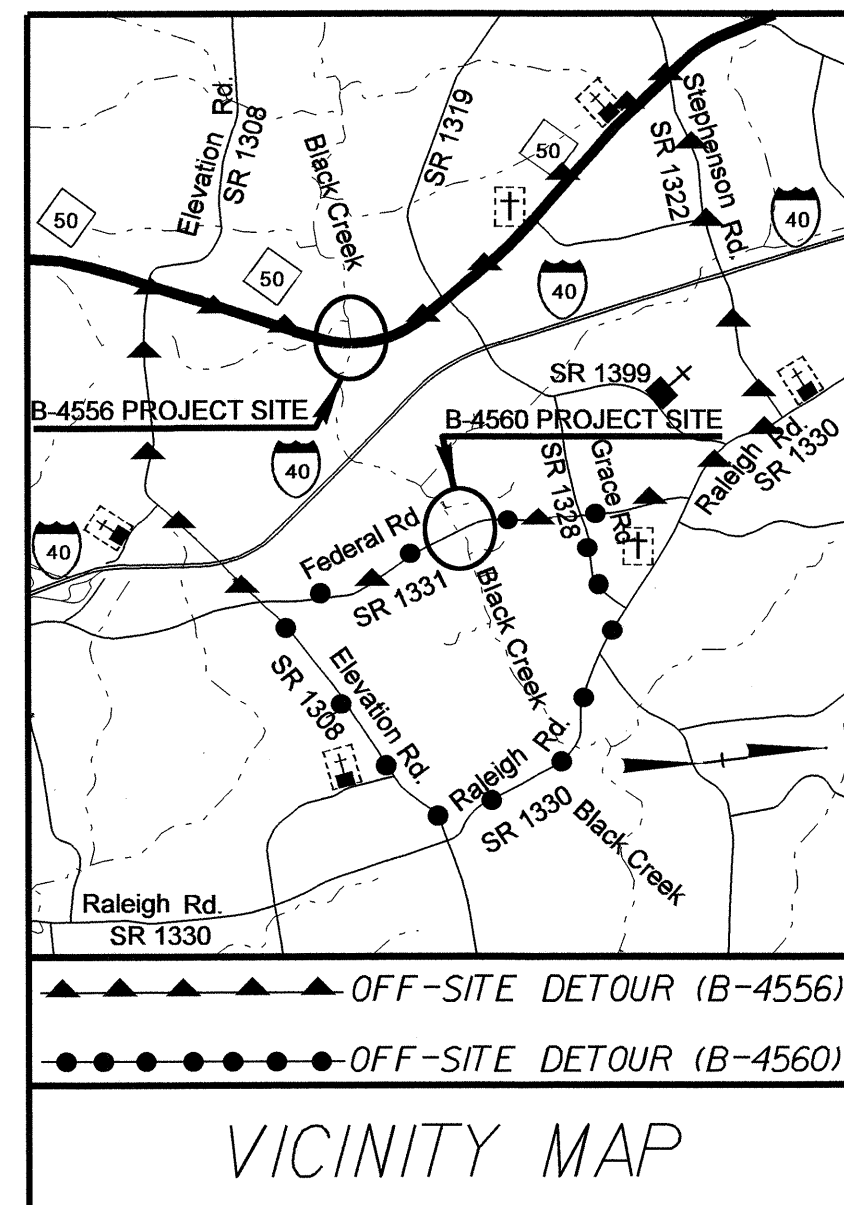 Elevation Rd.
SR 1308
Black Creek
SR 1319
Stephenson Rd.
SR 1322
50
50
50
40
40
B-4556 PROJECT SITE
SR 1399
B-4560 PROJECT SITE
40
40
Grace Rd
SR 1328
Raleigh Rd.
SR 1330
Federal Rd.
SR 1331
Black Creek
Elevation Rd.
SR 1308
Raleigh Rd.
SR 1330
Black Creek
Raleigh Rd.
SR 1330
OFF-SITE DETOUR (B-4556)
OFF-SITE DETOUR (B-4560)
VICINITY MAP